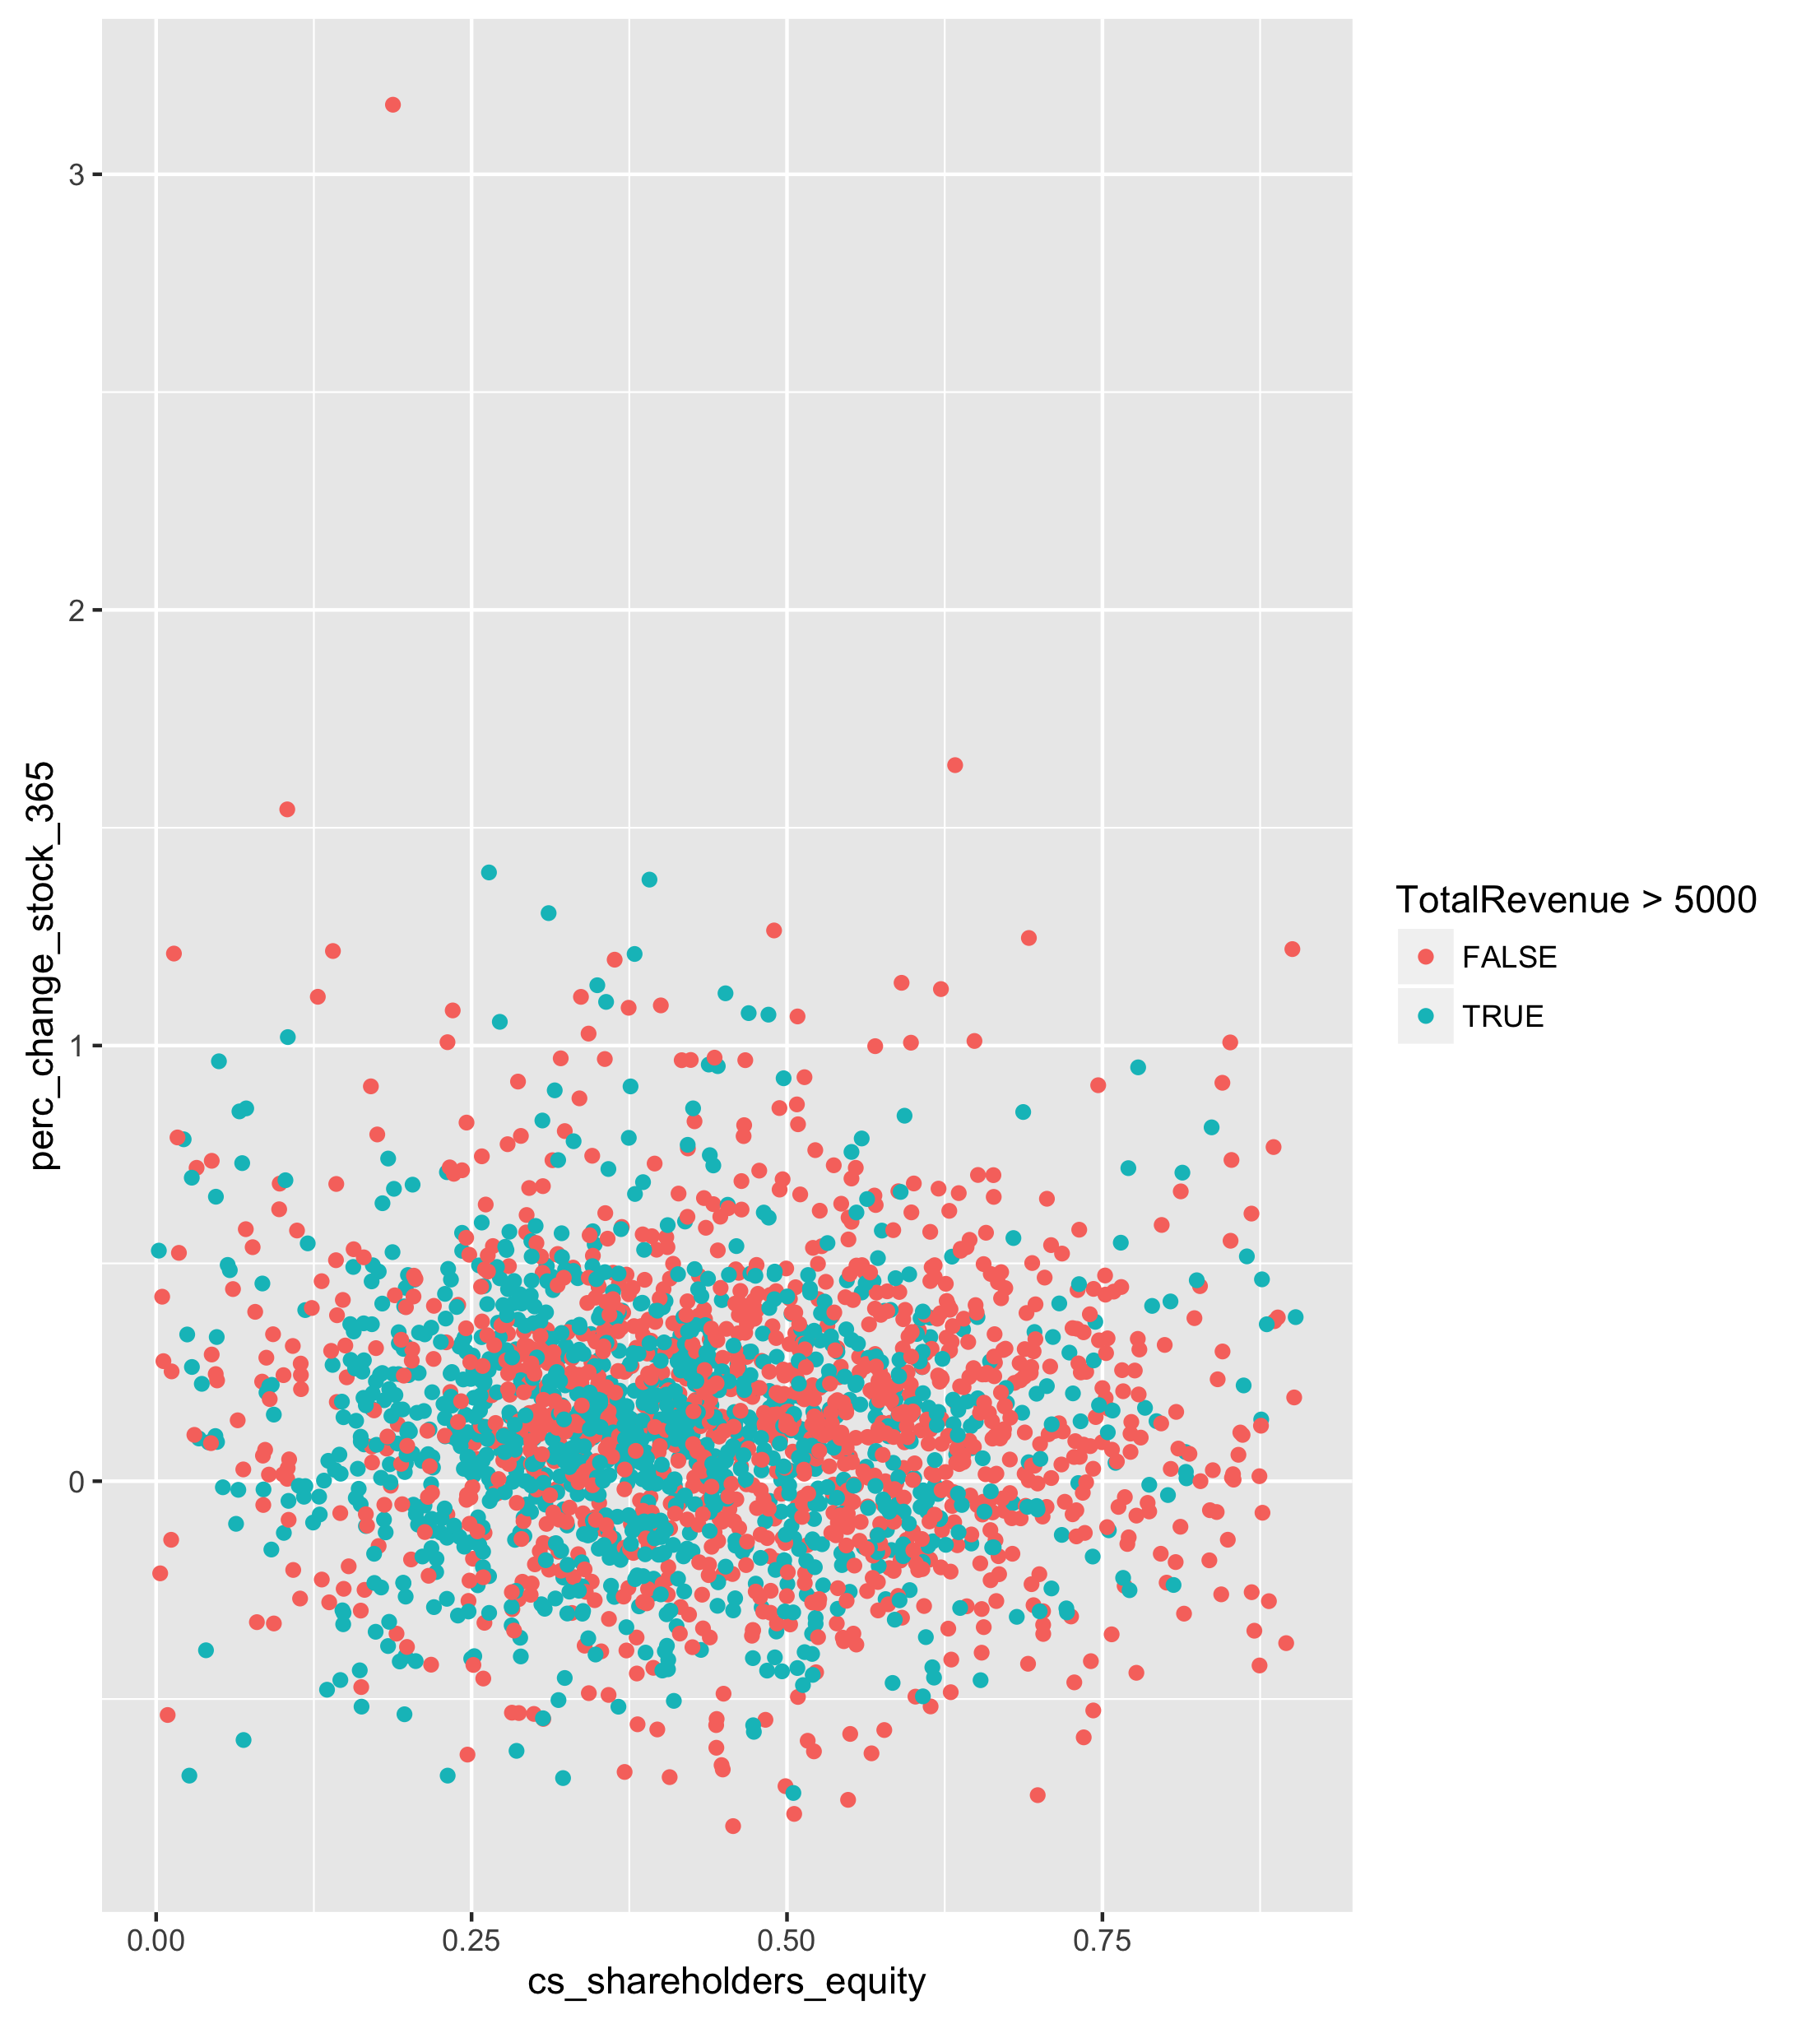 3
2
1
0
perc_change_stock_365
0.00 0.25 0.50 0.75
cs_shareholders_equity
TotalRevenue > 5000
FALSE
TRUE